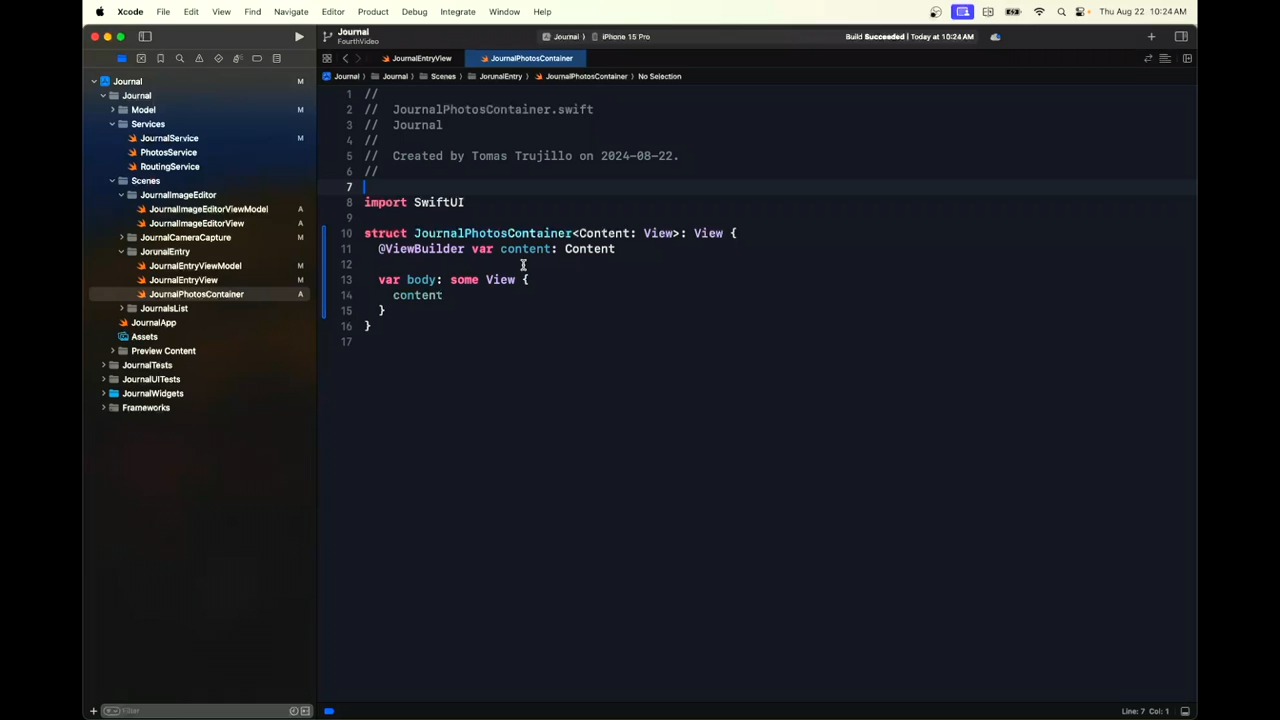 Xcode File Edit View Find Navigate Editor Product Debug Integrate Window Help Thu Aug 22 10:24 AM
Journal
FourthVideo
Journal iPhone 15 Pro
Build Succeeded | Today at 10:24 AM
JournalEntryView
JournalPhotosContainer
Journal Journal Scenes JorunalEntry JournalPhotosContainer No Selection
Journal M
Journal
Model M
Services
JournalService M
PhotosService
RoutingService
Scenes
JournalImageEditor
JournalImageEditorViewModel A
JournalImageEditorView A
JournalCameraCapture
JorunalEntry
JournalEntryViewModel
JournalEntryView
JournalPhotosContainer A
JournalsList
JournalApp
Assets
Preview Content
JournalTests
JournalUITests
JournalWidgets
Frameworks
Filter
1 //
2 // JournalPhotosContainer.swift
3 // Journal
4 //
5 // Created by Tomas Trujillo on 2024-08-22.
6 //
7
8 import SwiftUI
9
10 struct JournalPhotosContainer<Content: View>: View {
11 @ViewBuilder var content: Content
12
13 var body: some View {
14 content
15 }
16 }
17
Line: 7 Col: 1